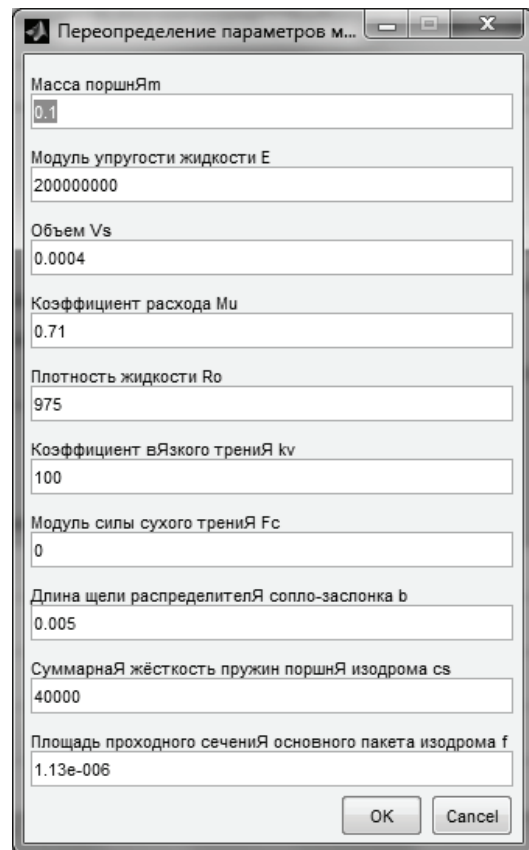 Переопределение параметров м...
Масса поршнЯm
0.1
Модуль упругости жидкости E
200000000
Объем Vs
0.0004
Коэффициент расхода Mu
0.71
Плотность жидкости Ro
975
Коэффициент вЯзкого трениЯ kv
100
Модуль силы сухого трениЯ Fc
0
Длина щели распределителЯ сопло-заслонка b
0.005
СуммарнаЯ жёсткость пружин поршнЯ изодрома cs
40000
Площадь проходного сечениЯ основного пакета изодрома f
1.13e-006
OK Cancel